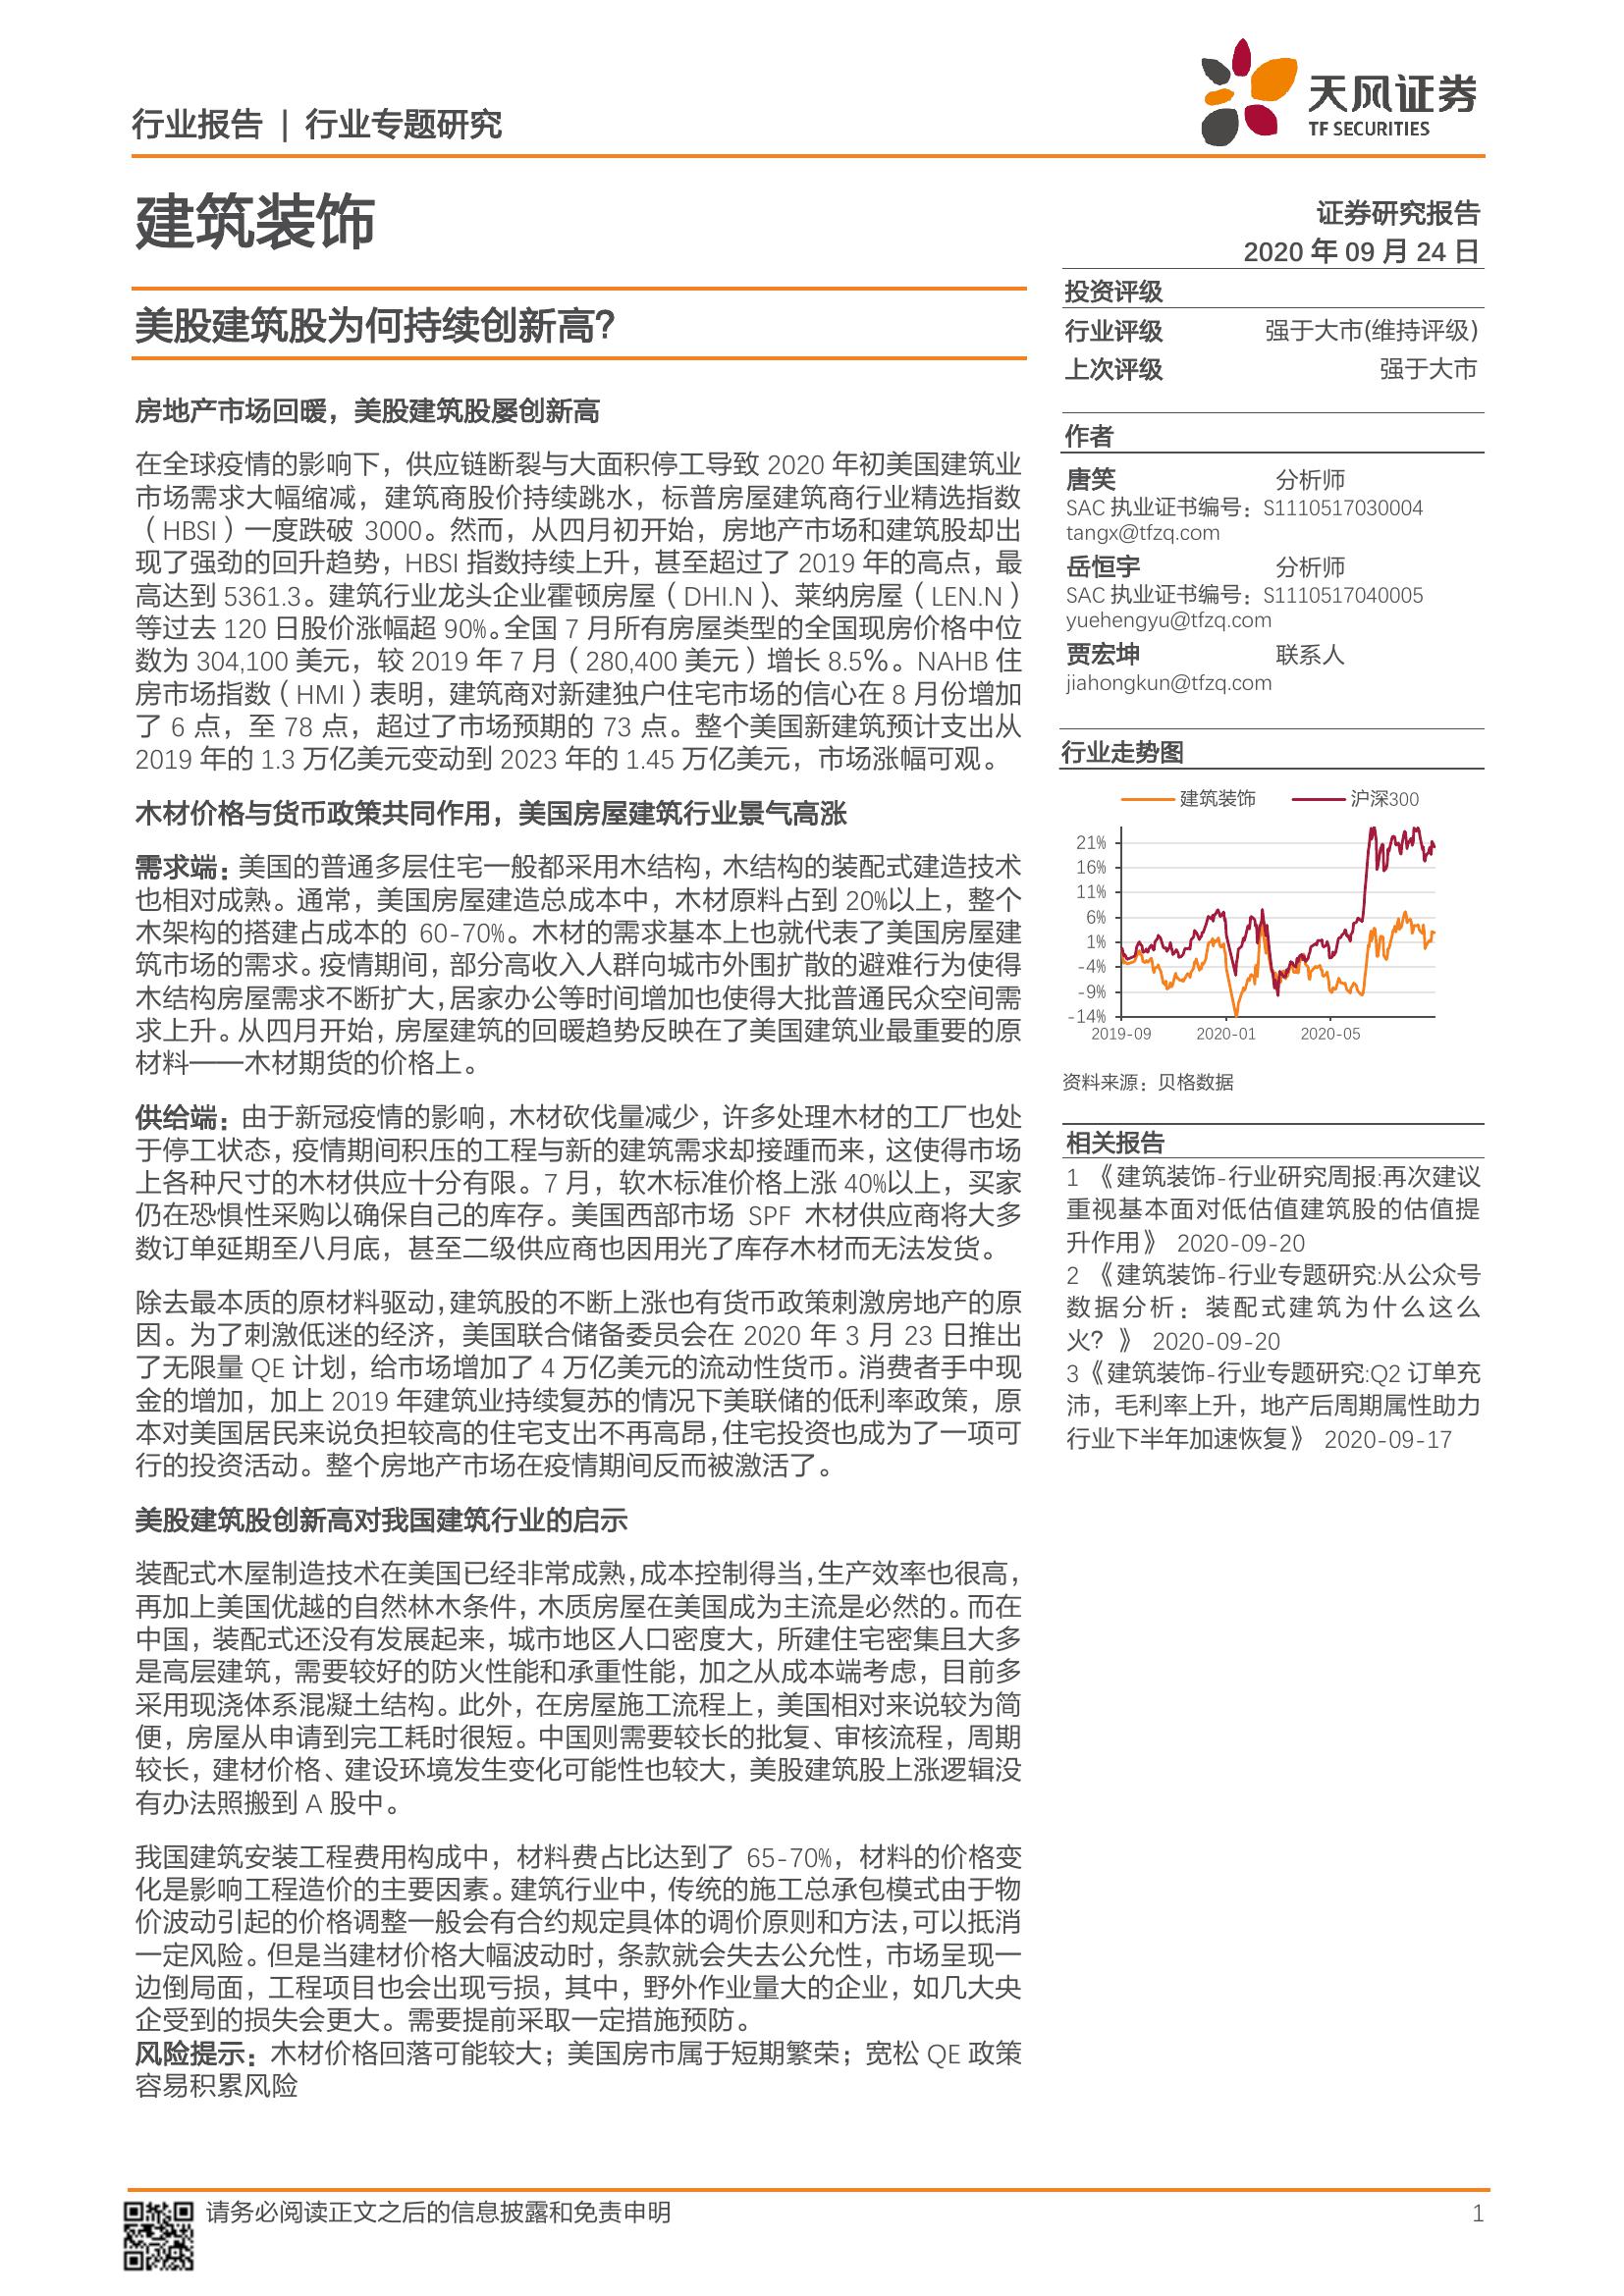 行业报告 | 行业专题研究
天风证券
TF SECURITIES
建筑装饰
证券研究报告
2020 年 09 月 24 日
美股建筑股为何持续创新高?
房地产市场回暖，美股建筑股屡创新高
在全球疫情的影响下，供应链断裂与大面积停工导致 2020 年初美国建筑业
市场需求大幅缩减，建筑商股价持续跳水，标普房屋建筑商行业精选指数
（HBSI）一度跌破 3000。然而，从四月初开始，房地产市场和建筑股却出
现了强劲的回升趋势，HBSI 指数持续上升，甚至超过了 2019 年的高点，最
高达到 5361.3。建筑行业龙头企业霍顿房屋（DHI.N）、莱纳房屋（LEN.N）
等过去 120 日股价涨幅超 90%。全国 7 月所有房屋类型的全国现房价格中位
数为 304,100 美元，较 2019 年 7 月（280,400 美元）增长 8.5%。NAHB 住
房市场指数（HMI）表明，建筑商对新建独户住宅市场的信心在 8 月份增加
了 6 点，至 78 点，超过了市场预期的 73 点。整个美国新建筑预计支出从
2019 年的 1.3 万亿美元变动到 2023 年的 1.45 万亿美元，市场涨幅可观。
木材价格与货币政策共同作用，美国房屋建筑行业景气高涨
需求端：美国的普通多层住宅一般都采用木结构，木结构的装配式建造技术
也相对成熟。通常，美国房屋建造总成本中，木材原料占到 20%以上，整个
木架构的搭建占成本的 60-70%。木材的需求基本上也就代表了美国房屋建
筑市场的需求。疫情期间，部分高收入人群向城市外围扩散的避难行为使得
木结构房屋需求不断扩大，居家办公等时间增加也使得大批普通民众空间需
求上升。从四月开始，房屋建筑的回暖趋势反映在了美国建筑业最重要的原
材料——木材期货的价格上。
供给端：由于新冠疫情的影响，木材砍伐量减少，许多处理木材的工厂也处
于停工状态，疫情期间积压的工程与新的建筑需求却接踵而来，这使得市场
上各种尺寸的木材供应十分有限。7 月，软木标准价格上涨 40%以上，买家
仍在恐惧性采购以确保自己的库存。美国西部市场 SPF 木材供应商将大多
数订单延期至八月底，甚至二级供应商也因用光了库存木材而无法发货。
除去最本质的原材料驱动，建筑股的不断上涨也有货币政策刺激房地产的原
因。为了刺激低迷的经济，美国联合储备委员会在 2020 年 3 月 23 日推出
了无限量 QE 计划，给市场增加了 4 万亿美元的流动性货币。消费者手中现
金的增加，加上 2019 年建筑业持续复苏的情况下美联储的低利率政策，原
本对美国居民来说负担较高的住宅支出不再高昂，住宅投资也成为了一项可
行的投资活动。整个房地产市场在疫情期间反而被激活了。
美股建筑股创新高对我国建筑行业的启示
装配式木屋制造技术在美国已经非常成熟，成本控制得当，生产效率也很高，
再加上美国优越的自然林木条件，木质房屋在美国成为主流是必然的。而在
中国，装配式还没有发展起来，城市地区人口密度大，所建住宅密集且大多
是高层建筑，需要较好的防火性能和承重性能，加之从成本端考虑，目前多
采用现浇体系混凝土结构。此外，在房屋施工流程上，美国相对来说较为简
便，房屋从申请到完工耗时很短。中国则需要较长的批复、审核流程，周期
较长，建材价格、建设环境发生变化可能性也较大，美股建筑股上涨逻辑没
有办法照搬到 A 股中。
我国建筑安装工程费用构成中，材料费占比达到了 65-70%，材料的价格变
化是影响工程造价的主要因素。建筑行业中，传统的施工总承包模式由于物
价波动引起的价格调整一般会有合约规定具体的调价原则和方法，可以抵消
一定风险。但是当建材价格大幅波动时，条款就会失去公允性，市场呈现一
边倒局面，工程项目也会出现亏损，其中，野外作业量大的企业，如几大央
企受到的损失会更大。需要提前采取一定措施预防。
风险提示：木材价格回落可能较大；美国房市属于短期繁荣；宽松 QE 政策
容易积累风险
投资评级
行业评级 强于大市(维持评级)
上次评级 强于大市
作者
唐笑 分析师
SAC 执业证书编号：S1110517030004
tangx@tfzq.com
岳恒宇 分析师
SAC 执业证书编号：S1110517040005
yuehengyu@tfzq.com
贾宏坤 联系人
jiahongkun@tfzq.com
行业走势图
建筑装饰 沪深300
21%
16%
11%
6%
1%
-4%
-9%
-14%
2019-09 2020-01 2020-05
资料来源：贝格数据
相关报告
1 《建筑装饰-行业研究周报:再次建议
重视基本面对低估值建筑股的估值提
升作用》 2020-09-20
2 《建筑装饰-行业专题研究:从公众号
数据分析：装配式建筑为什么这么
火？》 2020-09-20
3《建筑装饰-行业专题研究:Q2 订单充
沛，毛利率上升，地产后周期属性助力
行业下半年加速恢复》 2020-09-17
请务必阅读正文之后的信息披露和免责申明 1